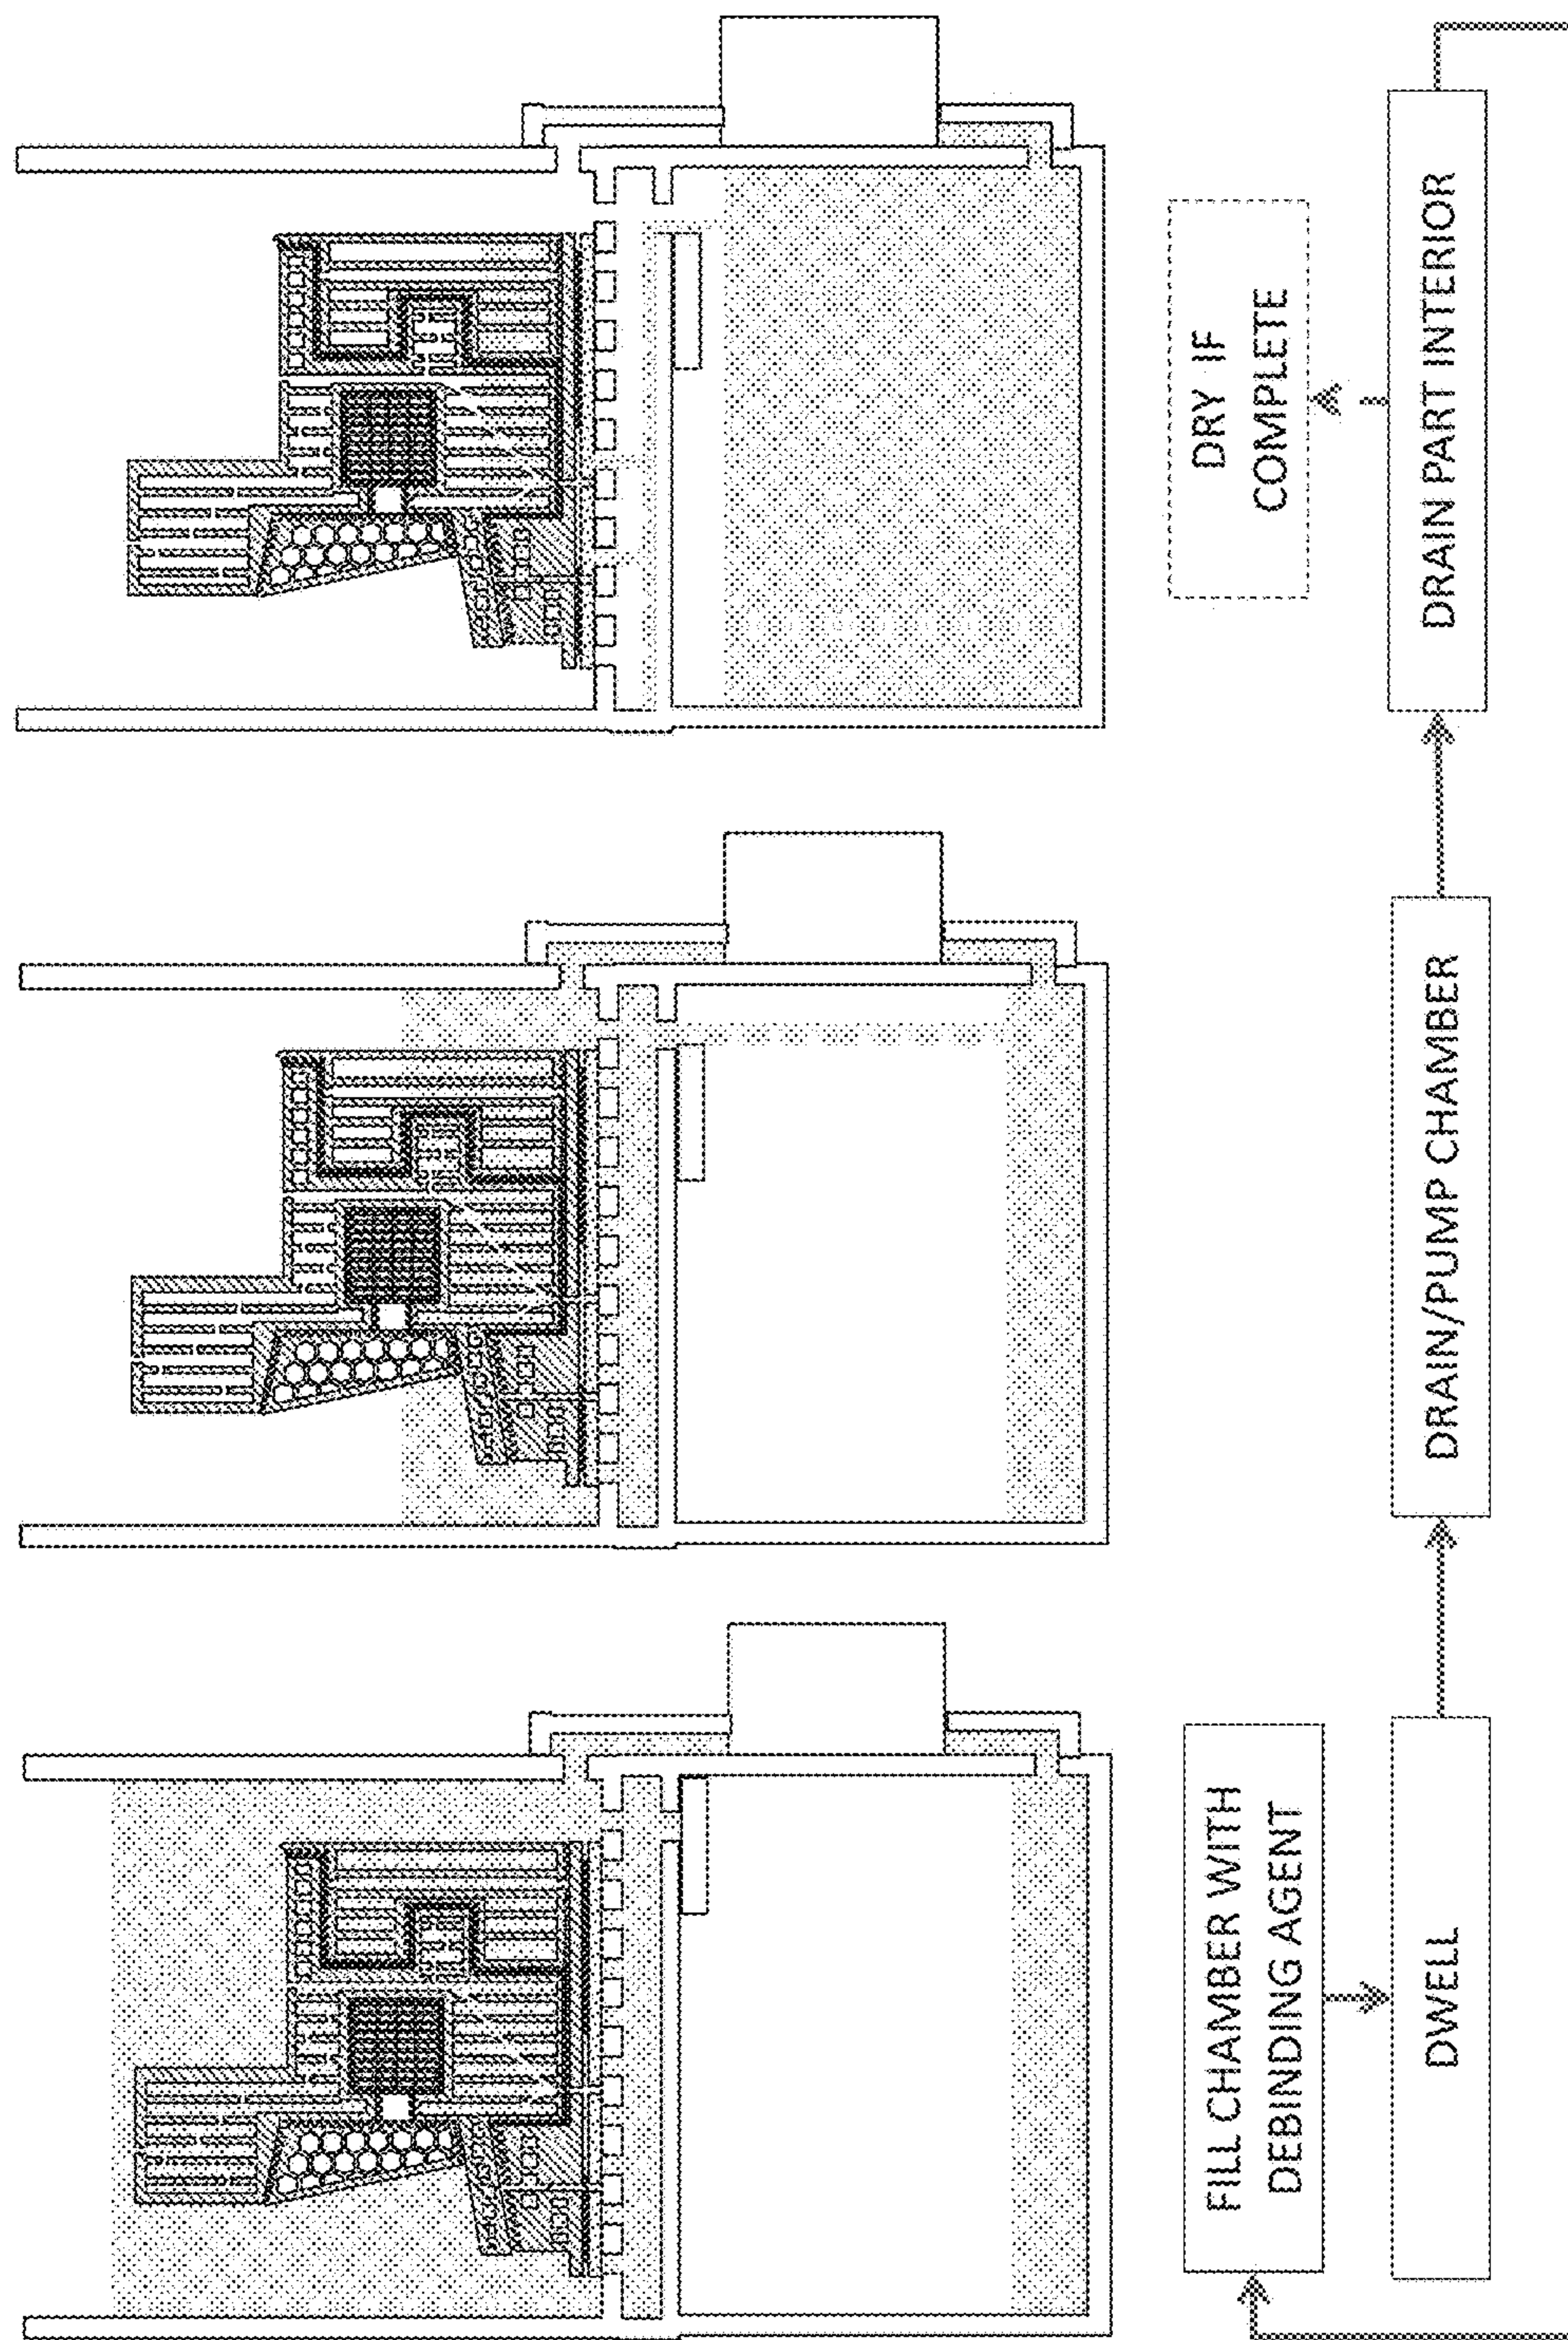 FILL CHAMBER WITH
DEBINDING AGENT
DWELL
DRAIN/PUMP CHAMBER
DRY IF
COMPLETE
DRAIN PART INTERIOR